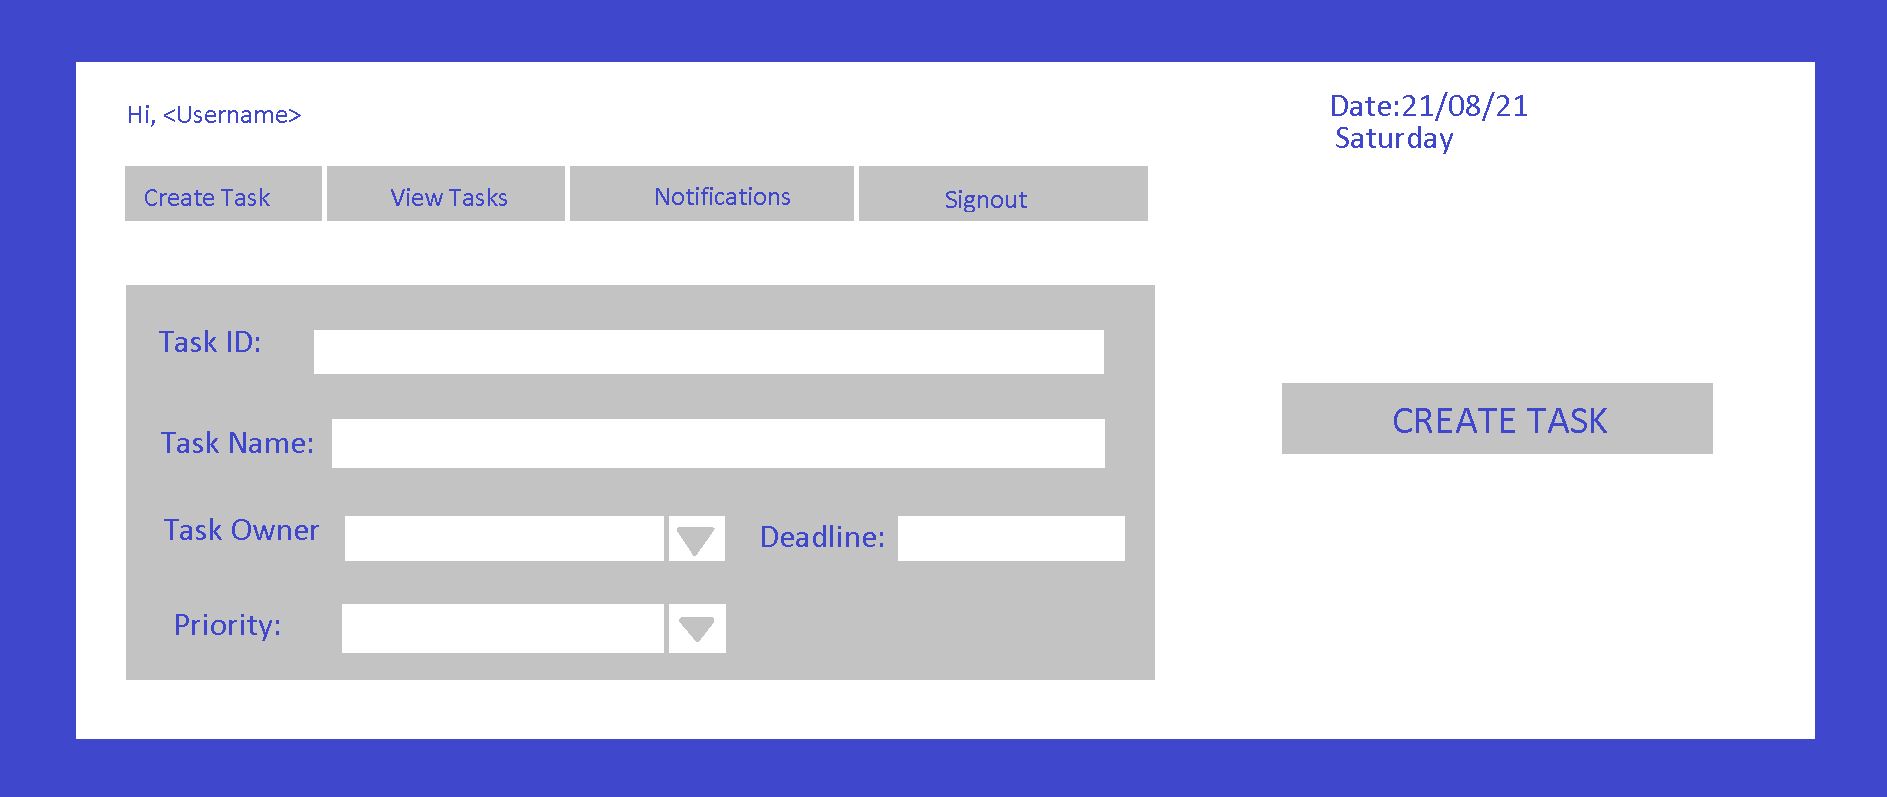 Hi, <Username>
Date:21/08/21
Saturday
Create Task
View Tasks
Notifications
Signout
Task ID:
Task Name:
Task Owner
Deadline:
Priority:
CREATE TASK